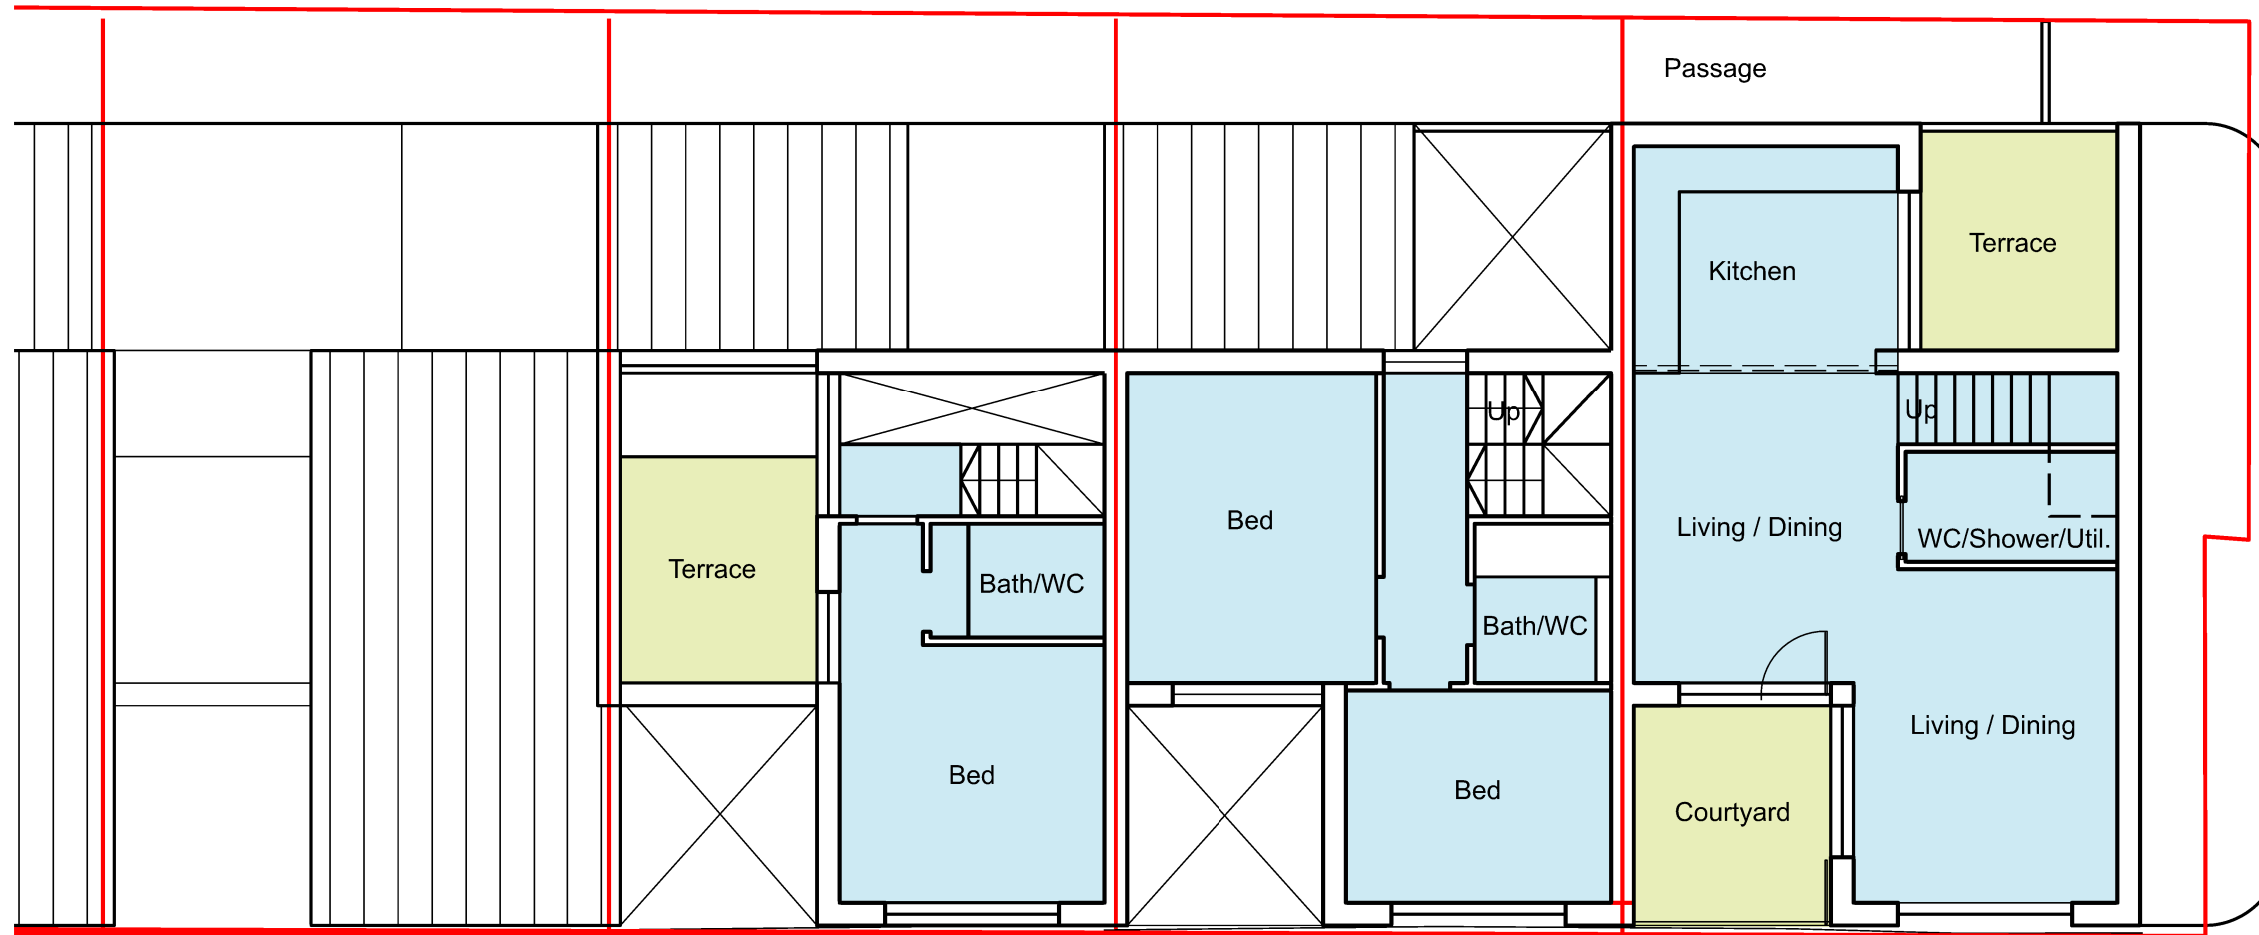 Passage
Terrace
Kitchen
Up
Up
Bed
Living / Dining
WC/Shower/Util.
Terrace
Bath/WC
Bath/WC
Living / Dining
Bed
Bed
Courtyard